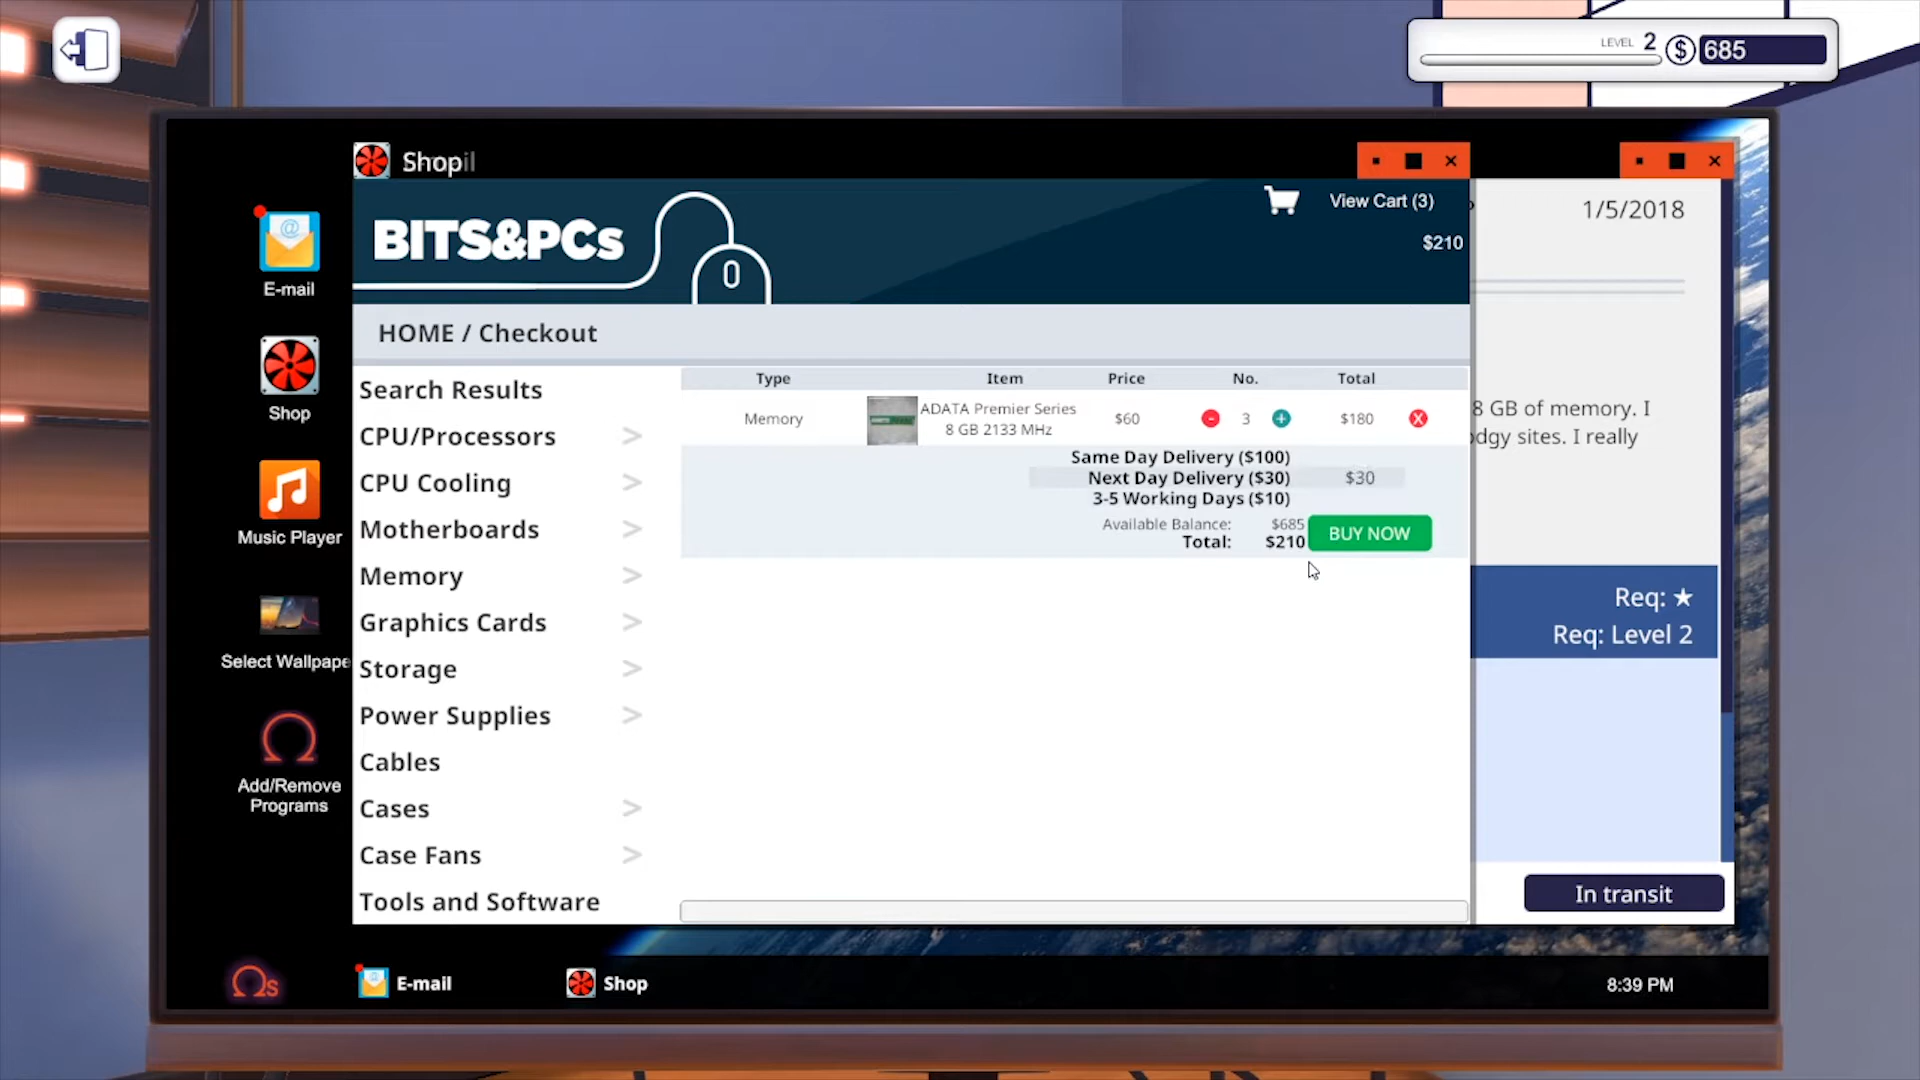 LEVEL 2 $ 685
Shop
View Cart (3)
$210
BITS&PCs
1/5/2018
HOME / Checkout
E-mail
Shop
Music Player
Select Wallpape
Add/Remove
Programs
Search Results
CPU/Processors >
CPU Cooling >
Motherboards >
Memory >
Graphics Cards >
Storage >
Power Supplies >
Cables
Cases >
Case Fans >
Tools and Software
Type Item Price No. Total
Memory ADATA Premier Series $60 - 3 + $180 X
8 GB 2133 MHz
Same Day Delivery ($100)
Next Day Delivery ($30) $30
3-5 Working Days ($10)
Available Balance: $685
Total: $210
BUY NOW
8 GB of memory. I
dgy sites. I really
Req: ★
Req: Level 2
In transit
Ωs E-mail Shop 8:39 PM